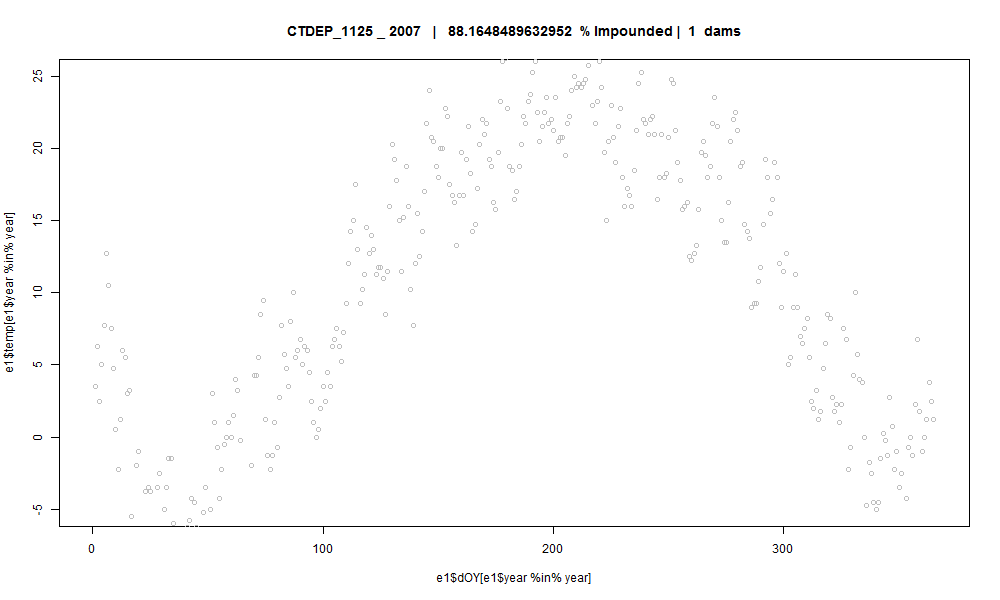 CTDEP_1125 _ 2007 | 88.1648489632952 % Impounded | 1 dams
25
20
15
10
5
0
-5
e1$temp[e1$year %in% year]
0 100 200 300
e1$dOY[e1$year %in% year]